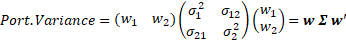 Port.Variance = (w₁ w₂) (σ₁² σ₁₂ / σ₂₁ σ₂²) (w₁ / w₂) = w Σ w′